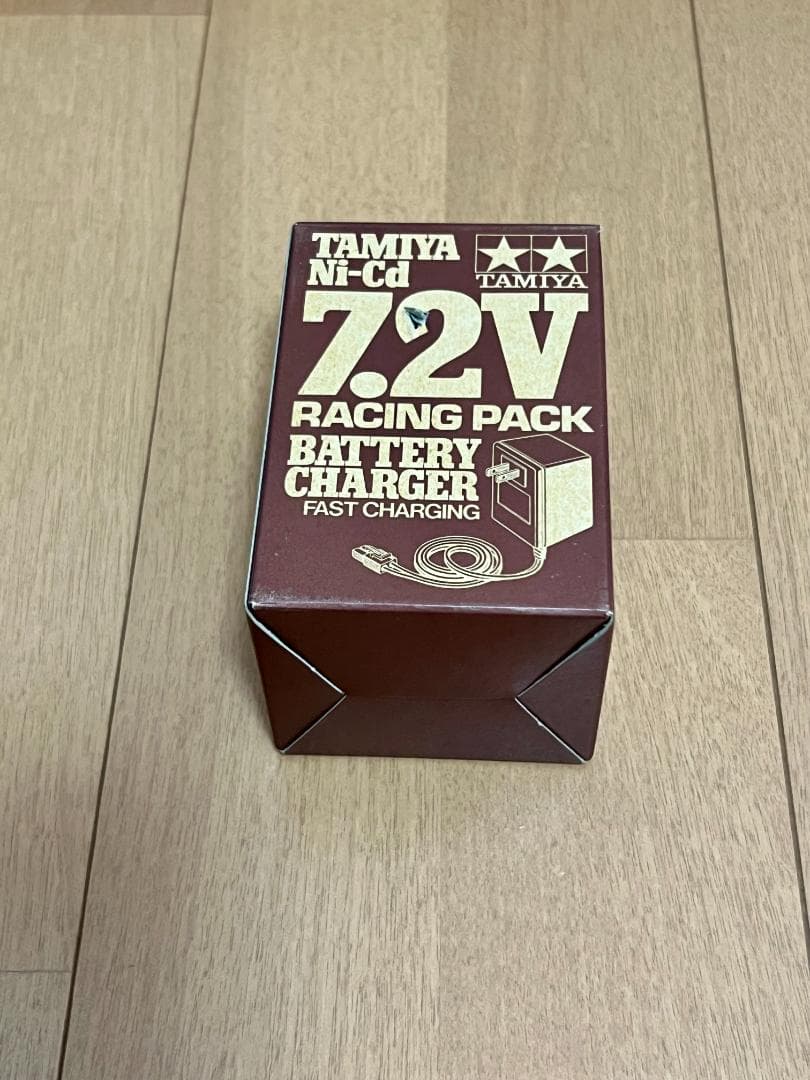 TAMIYA
Ni-Cd
TAMIYA
7.2V
RACING PACK
BATTERY
CHARGER
FAST CHARGING